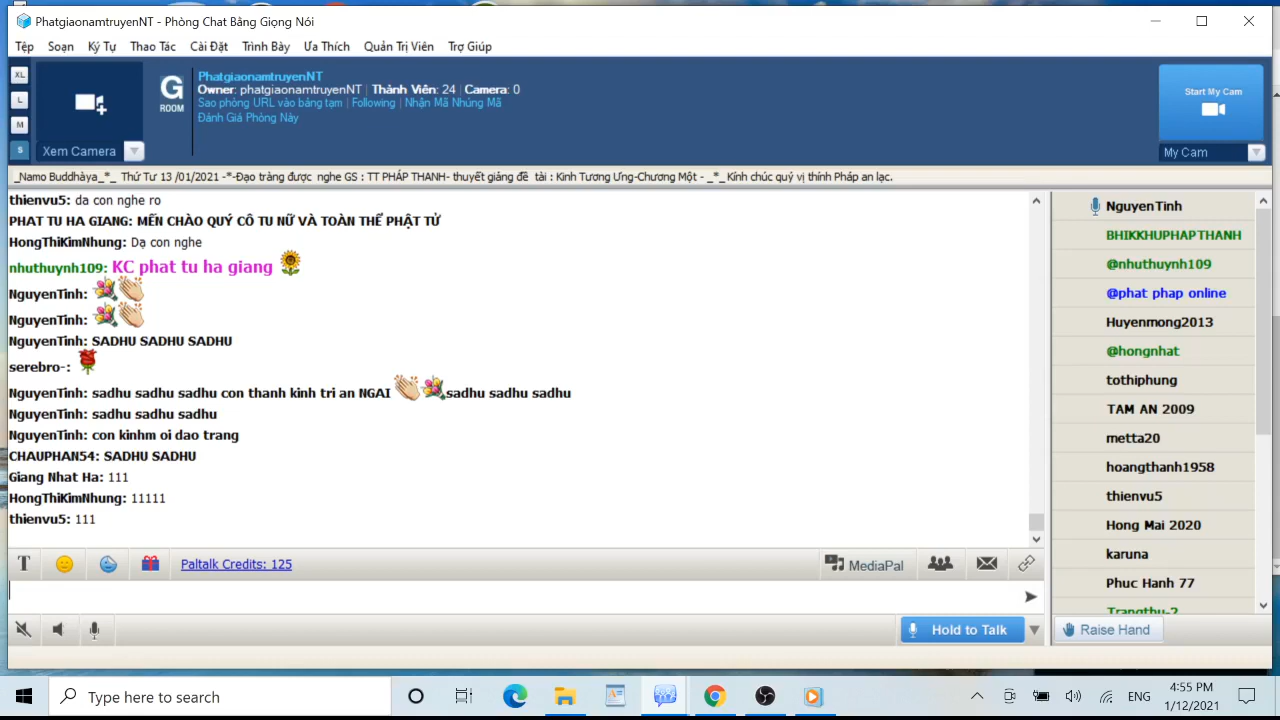 PhatgiaonamtruyenNT - Phòng Chat Bằng Giọng Nói
Tệp Soạn Ký Tự Thao Tác Cài Đặt Trình Bày Ưa Thích Quản Trị Viên Trợ Giúp
XL
L
M
S
Xem Camera
G
ROOM
PhatgiaonamtruyenNT
Owner: phatgiaonamtruyenNT | Thành Viên: 24 | Camera: 0
Sao phòng URL vào bảng tạm | Following | Nhận Mã Nhúng Mã
Đánh Giá Phòng Này
Start My Cam
My Cam
_Namo Buddhàya_*_ Thứ Tư 13 /01/2021 -*-Đạo tràng được nghe GS : TT PHÁP THANH- thuyết giảng đề tài : Kinh Tương Ưng-Chương Một - _*_ Kính chúc quý vị thính Pháp an lạc.
thienvu5: da con nghe ro
PHAT TU HA GIANG: MẾN CHÀO QUÝ CÔ TU NỮ VÀ TOÀN THỂ PHẬT TỬ
HongThiKimNhung: Dạ con nghe
nhuthuynh109: KC phat tu ha giang
NguyenTinh:
NguyenTinh:
NguyenTinh: SADHU SADHU SADHU
serebro-:
NguyenTinh: sadhu sadhu sadhu con thanh kinh tri an NGAI sadhu sadhu sadhu
NguyenTinh: sadhu sadhu sadhu
NguyenTinh: con kinhm oi dao trang
CHAUPHAN54: SADHU SADHU
Giang Nhat Ha: 111
HongThiKimNhung: 11111
thienvu5: 111
NguyenTinh
BHIKKHUPHAPTHANH
@nhuthuynh109
@phat phap online
Huyenmong2013
@hongnhat
tothiphung
TAM AN 2009
metta20
hoangthanh1958
thienvu5
Hong Mai 2020
karuna
Phuc Hanh 77
Trangthu-2
T Paltalk Credits: 125 MediaPal
Hold to Talk
Raise Hand
Type here to search
ENG
4:55 PM
1/12/2021